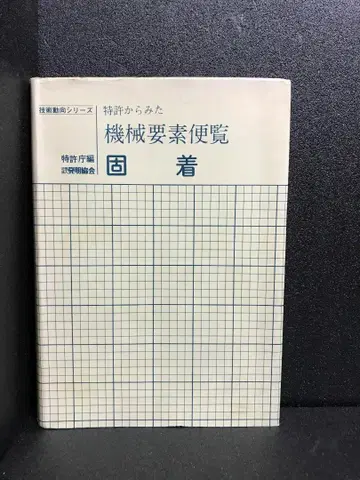 技術動向シリーズ
特許からみた
機械要素便覧
特許庁編
発明協会
固着